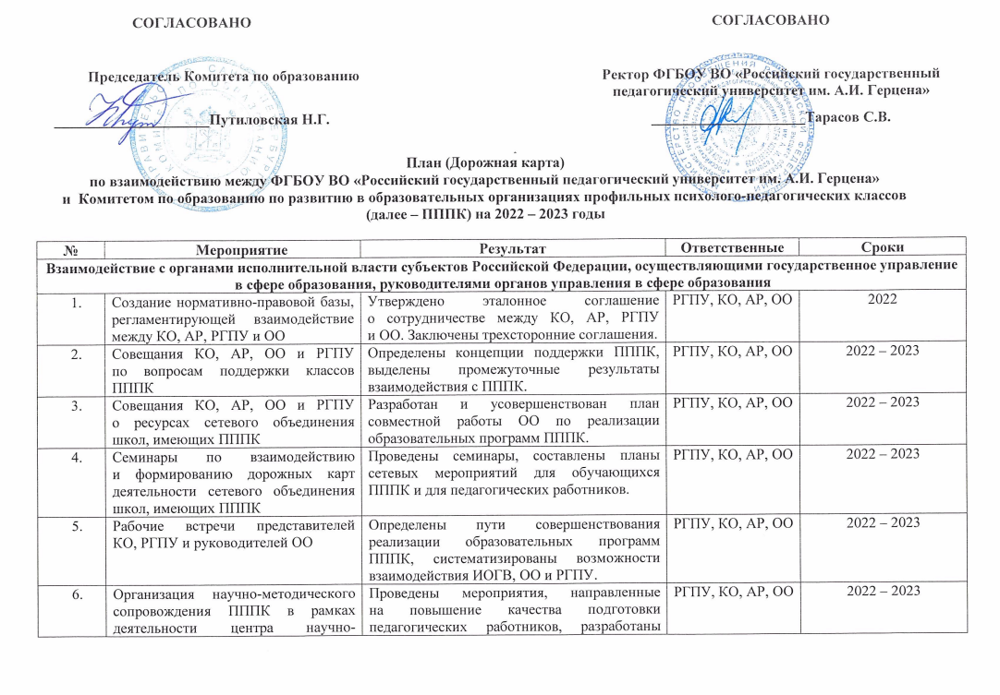 СОГЛАСОВАНО
Председатель Комитета по образованию
Путиловская Н.Г.
СОГЛАСОВАНО
Ректор ФГБОУ ВО «Российский государственный
педагогический университет им. А.И. Герцена»
Тарасов С.В.
План (Дорожная карта)
по взаимодействию между ФГБОУ ВО «Российский государственный педагогический университет им. А.И. Герцена»
и Комитетом по образованию по развитию в образовательных организациях профильных психолого-педагогических классов
(далее – ПППК) на 2022 – 2023 годы
№ Мероприятие Результат Ответственные Сроки
Взаимодействие с органами исполнительной власти субъектов Российской Федерации, осуществляющими государственное управление
в сфере образования, руководителями органов управления в сфере образования
1. Создание нормативно-правовой базы, Утверждено эталонное соглашение РГПУ, КО, АР, ОО 2022
регламентирующей взаимодействие о сотрудничестве между КО, АР, РГПУ
между КО, АР, РГПУ и ОО и ОО. Заключены трехсторонние соглашения.
2. Совещания КО, АР, ОО и РГПУ Определены концепции поддержки ПППК, РГПУ, КО, АР, ОО 2022 – 2023
по вопросам поддержки классов выделены промежуточные результаты
ПППК взаимодействия с ПППК.
3. Совещания КО, АР, ОО и РГПУ Разработан и усовершенствован план РГПУ, КО, АР, ОО 2022 – 2023
о ресурсах сетевого объединения совместной работы ОО по реализации
школ, имеющих ПППК образовательных программ ПППК.
4. Семинары по взаимодействию Проведены семинары, составлены планы РГПУ, КО, АР, ОО 2022 – 2023
и формированию дорожных карт сетевых мероприятий для обучающихся
деятельности сетевого объединения ПППК и для педагогических работников.
школ, имеющих ПППК
5. Рабочие встречи представителей Определены пути совершенствования РГПУ, КО, АР, ОО 2022 – 2023
КО, РГПУ и руководителей ОО реализации образовательных программ
ПППК, систематизированы возможности
взаимодействия ИОГВ, ОО и РГПУ.
6. Организация научно-методического Проведены мероприятия, направленные РГПУ, КО, АР, ОО 2022 – 2023
сопровождения ПППК в рамках на повышение качества подготовки
деятельности центра научно- педагогических работников, разработаны